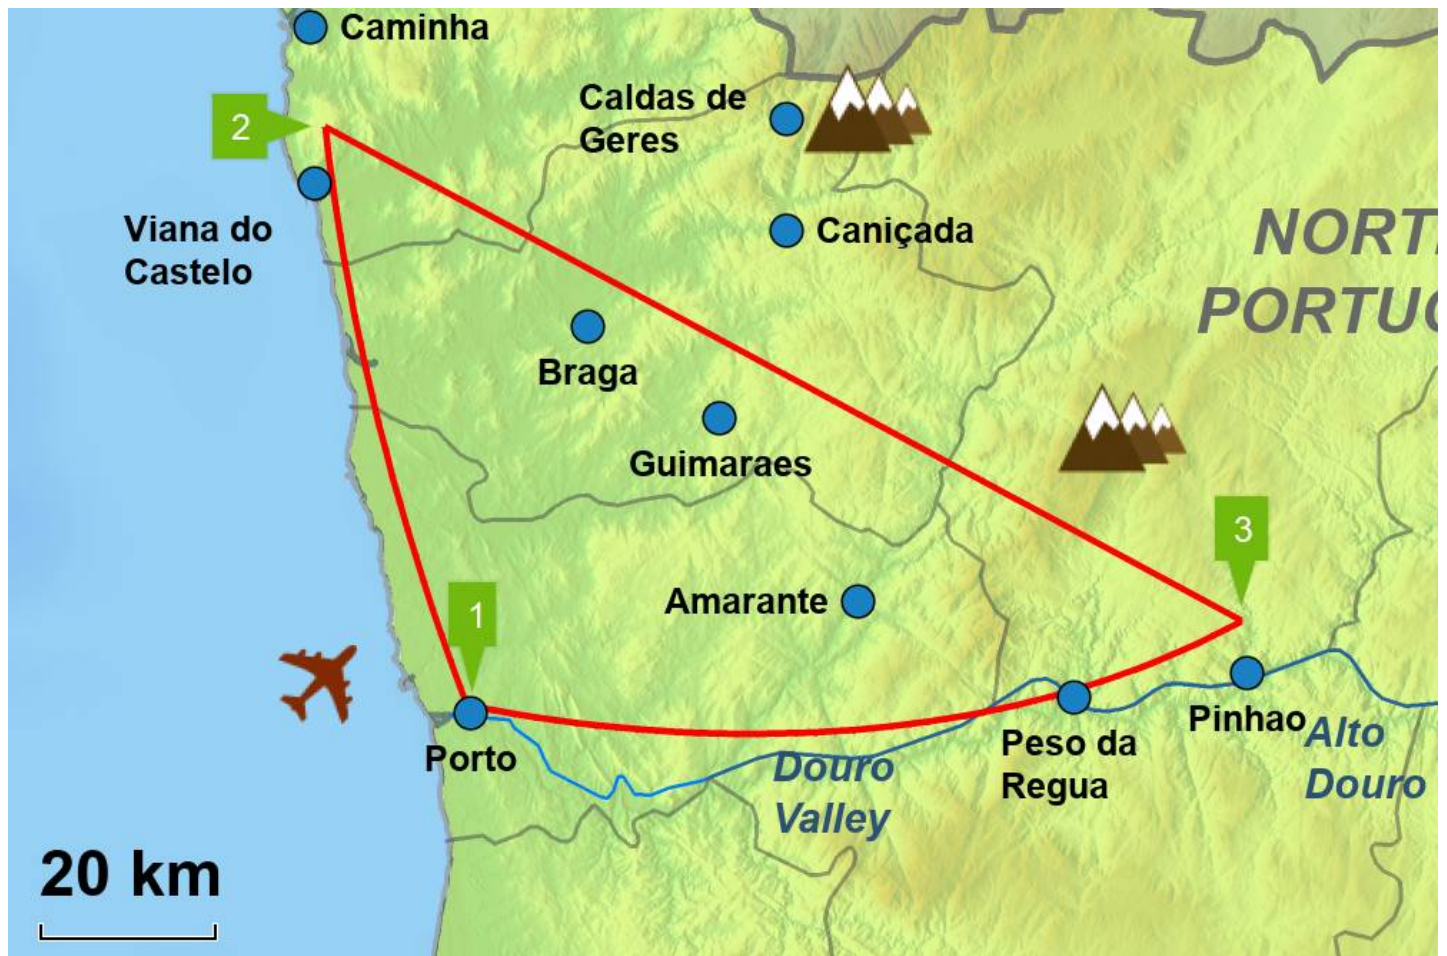 Caminha
Caldas de
Geres
2
Viana do
Castelo
Caniçada
Braga
Guimaraes
3
1
Amarante
Porto
Peso da
Regua
Pinhao
Alto
Douro
Douro
Valley
20 km